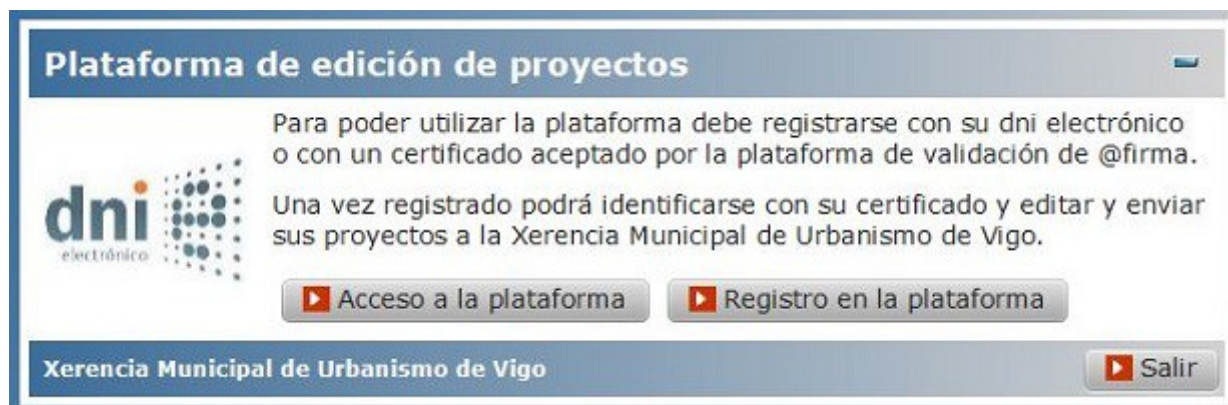 Plataforma de edición de proyectos
Para poder utilizar la plataforma debe registrarse con su dni electrónico
o con un certificado aceptado por la plataforma de validación de @firma.
dni
electrónico
Una vez registrado podrá identificarse con su certificado y editar y enviar
sus proyectos a la Xerencia Municipal de Urbanismo de Vigo.
Acceso a la plataforma
Registro en la plataforma
Xerencia Municipal de Urbanismo de Vigo
Salir